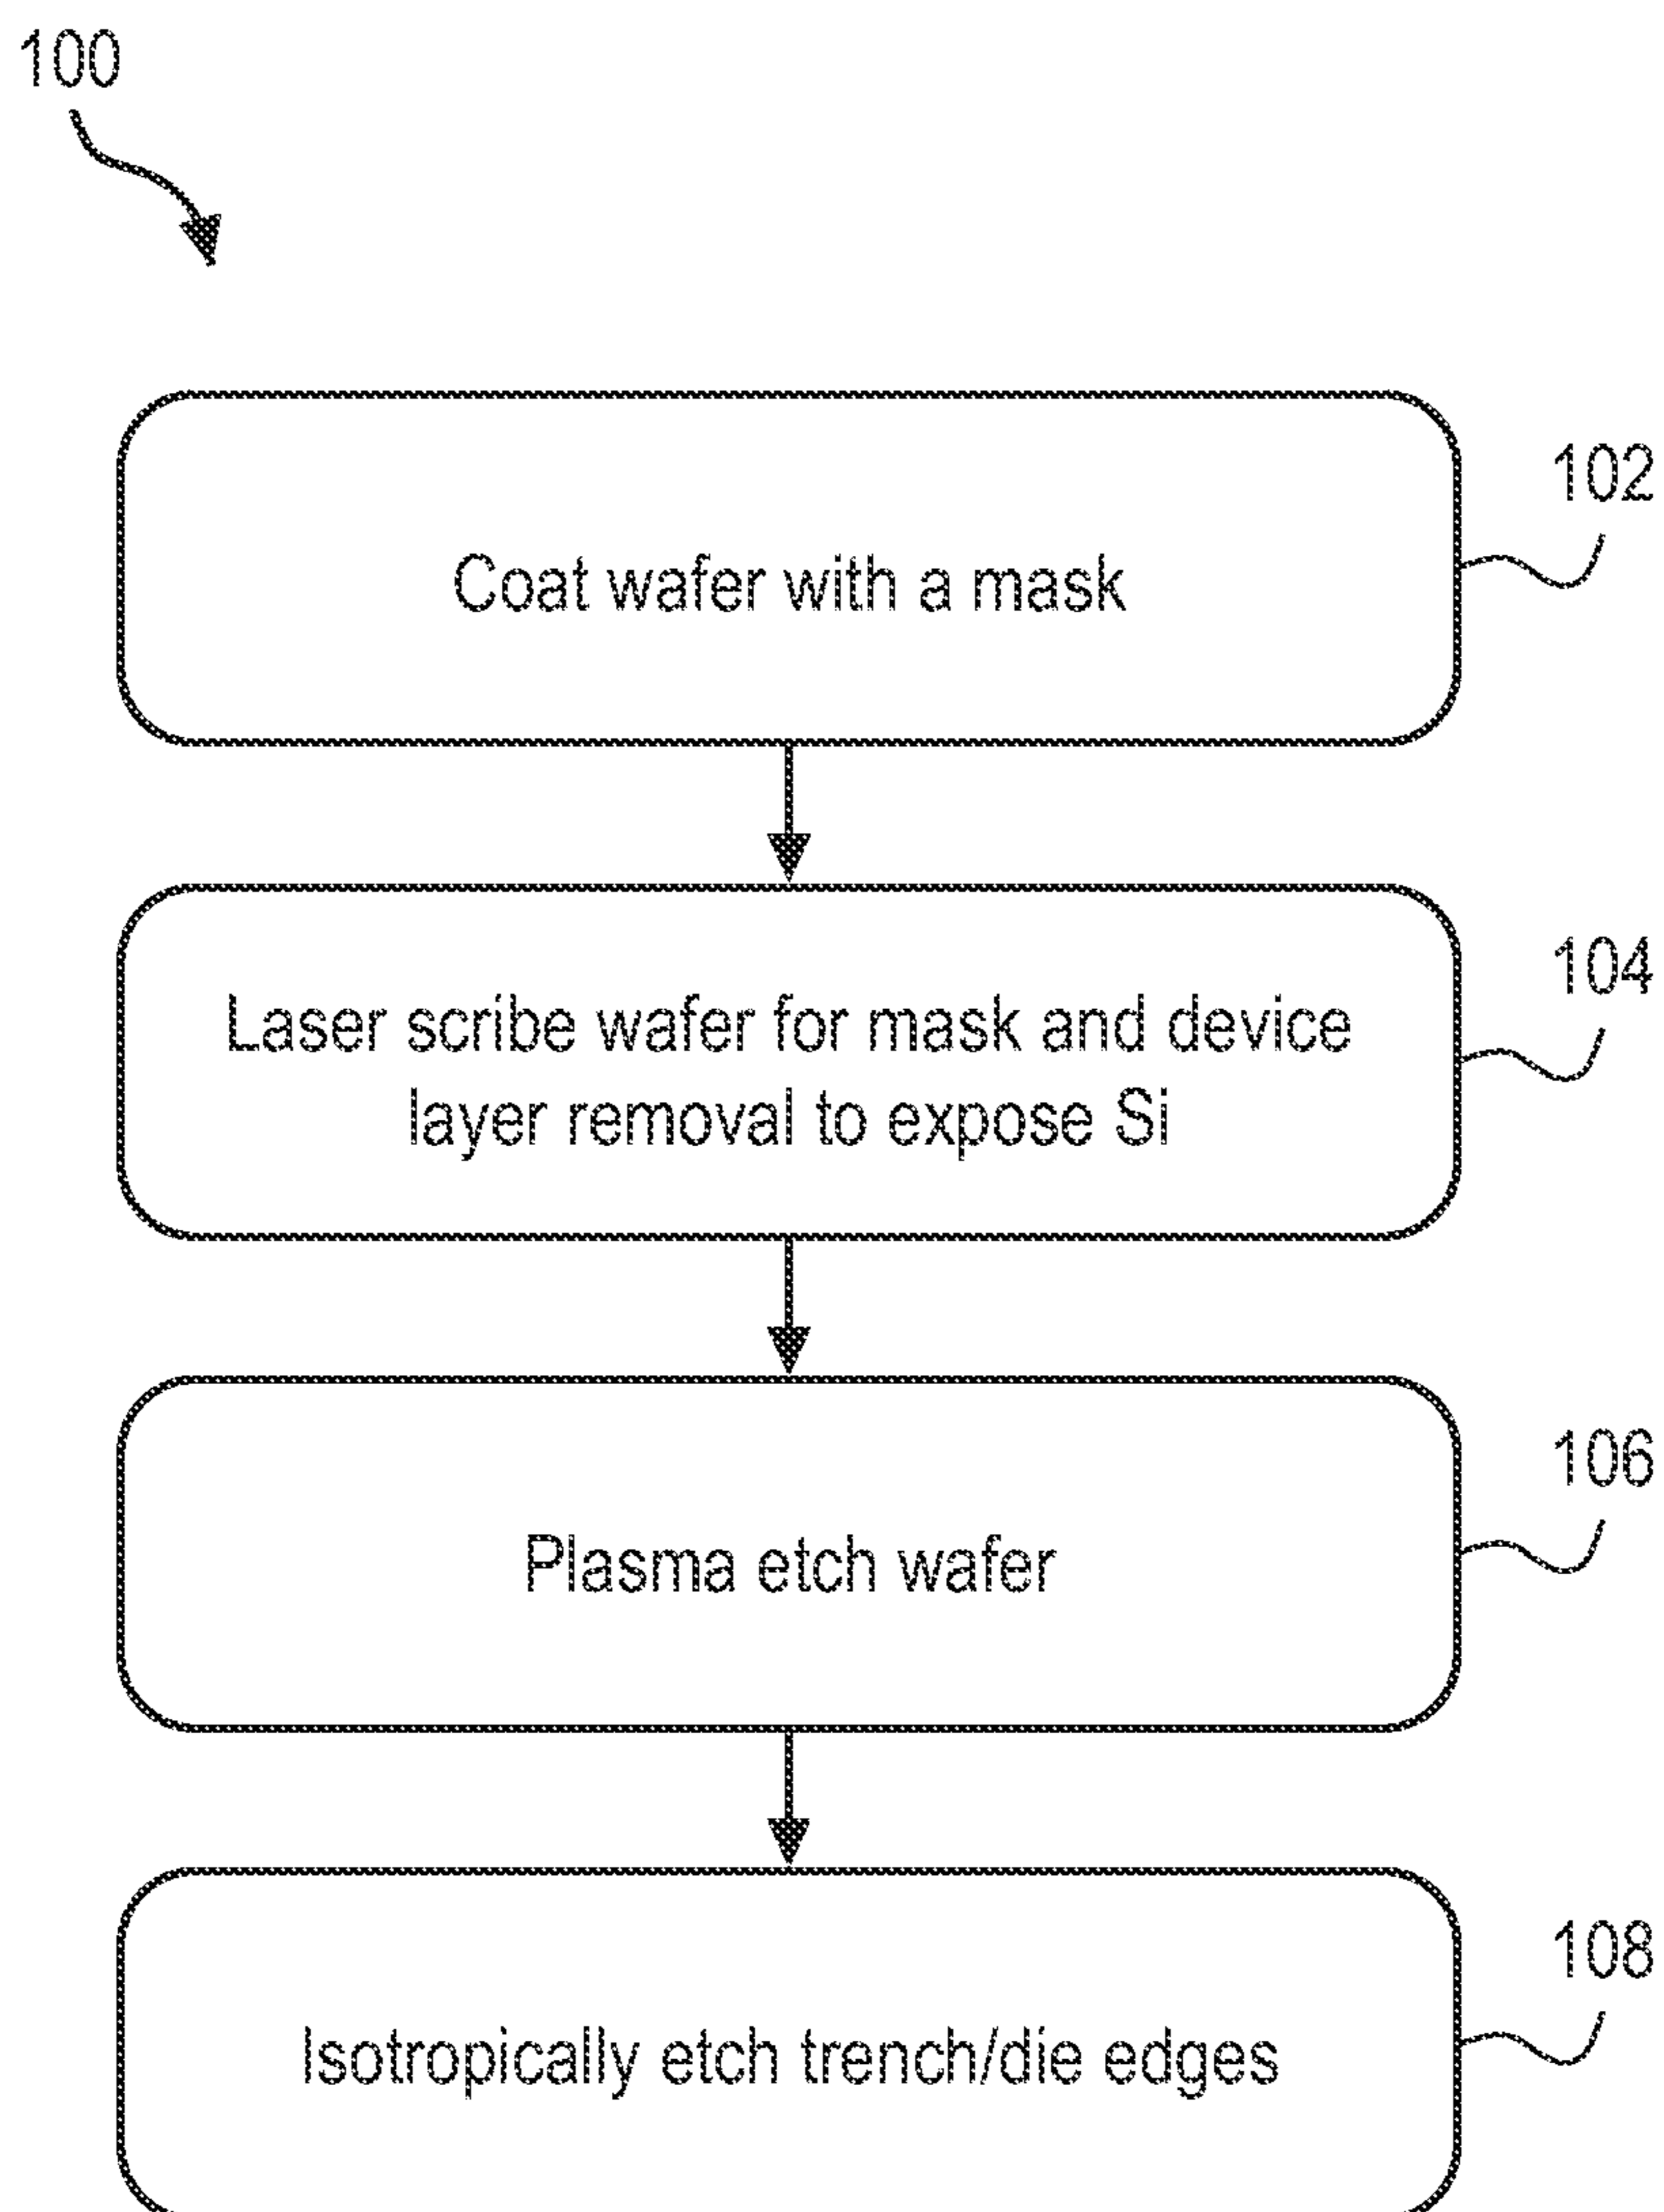 100
102
Coat wafer with a mask
104
Laser scribe wafer for mask and device
layer removal to expose Si
106
Plasma etch wafer
108
Isotropically etch trench/die edges